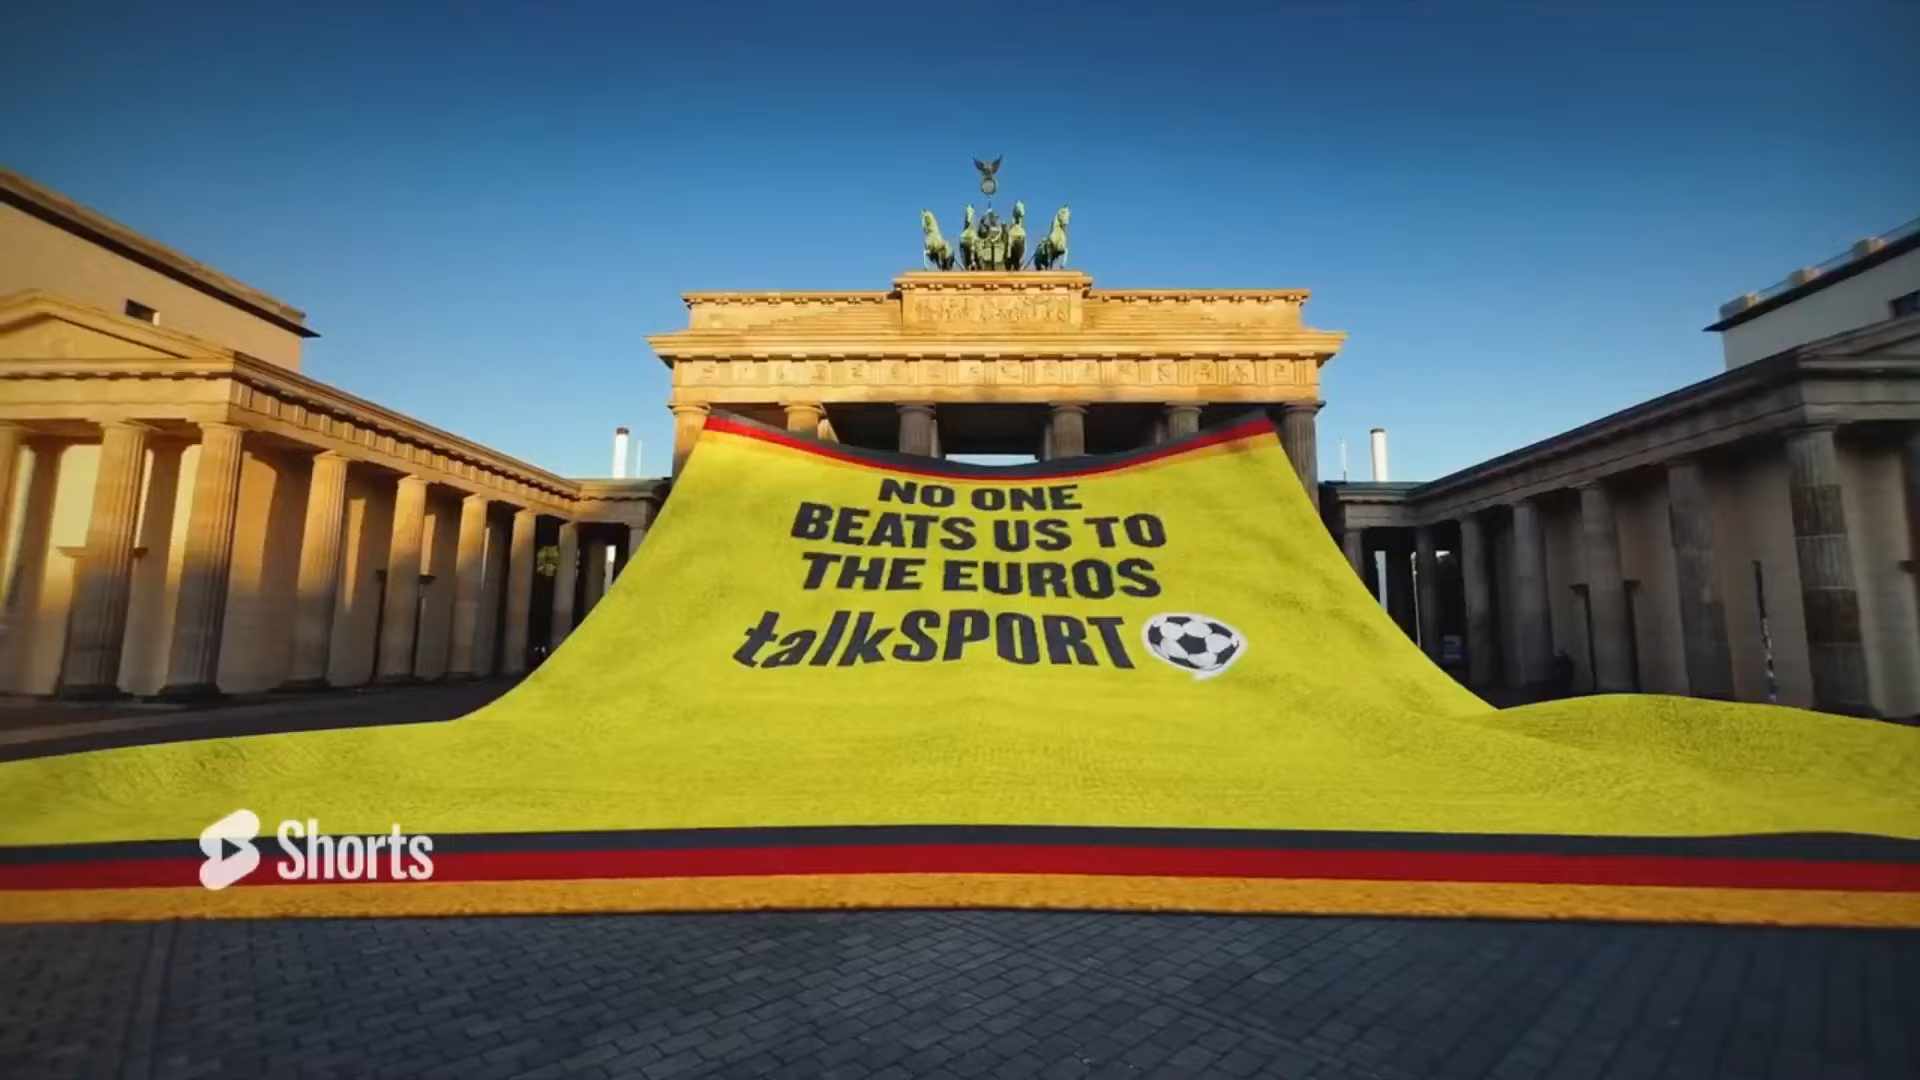 NO ONE
BEATS US TO
THE EUROS
talkSPORT
Shorts